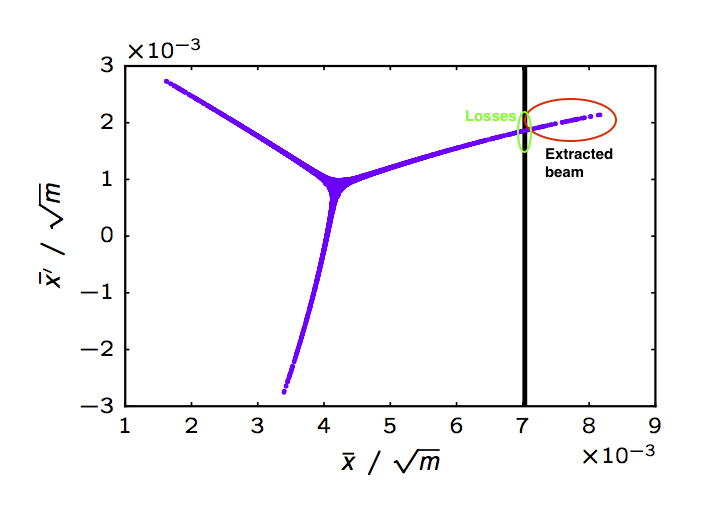 ×10⁻³
3
2
1
0
−1
−2
−3
x̄′ / √m
Losses
Extracted
beam
1 2 3 4 5 6 7 8 9
x̄ / √m
×10⁻³